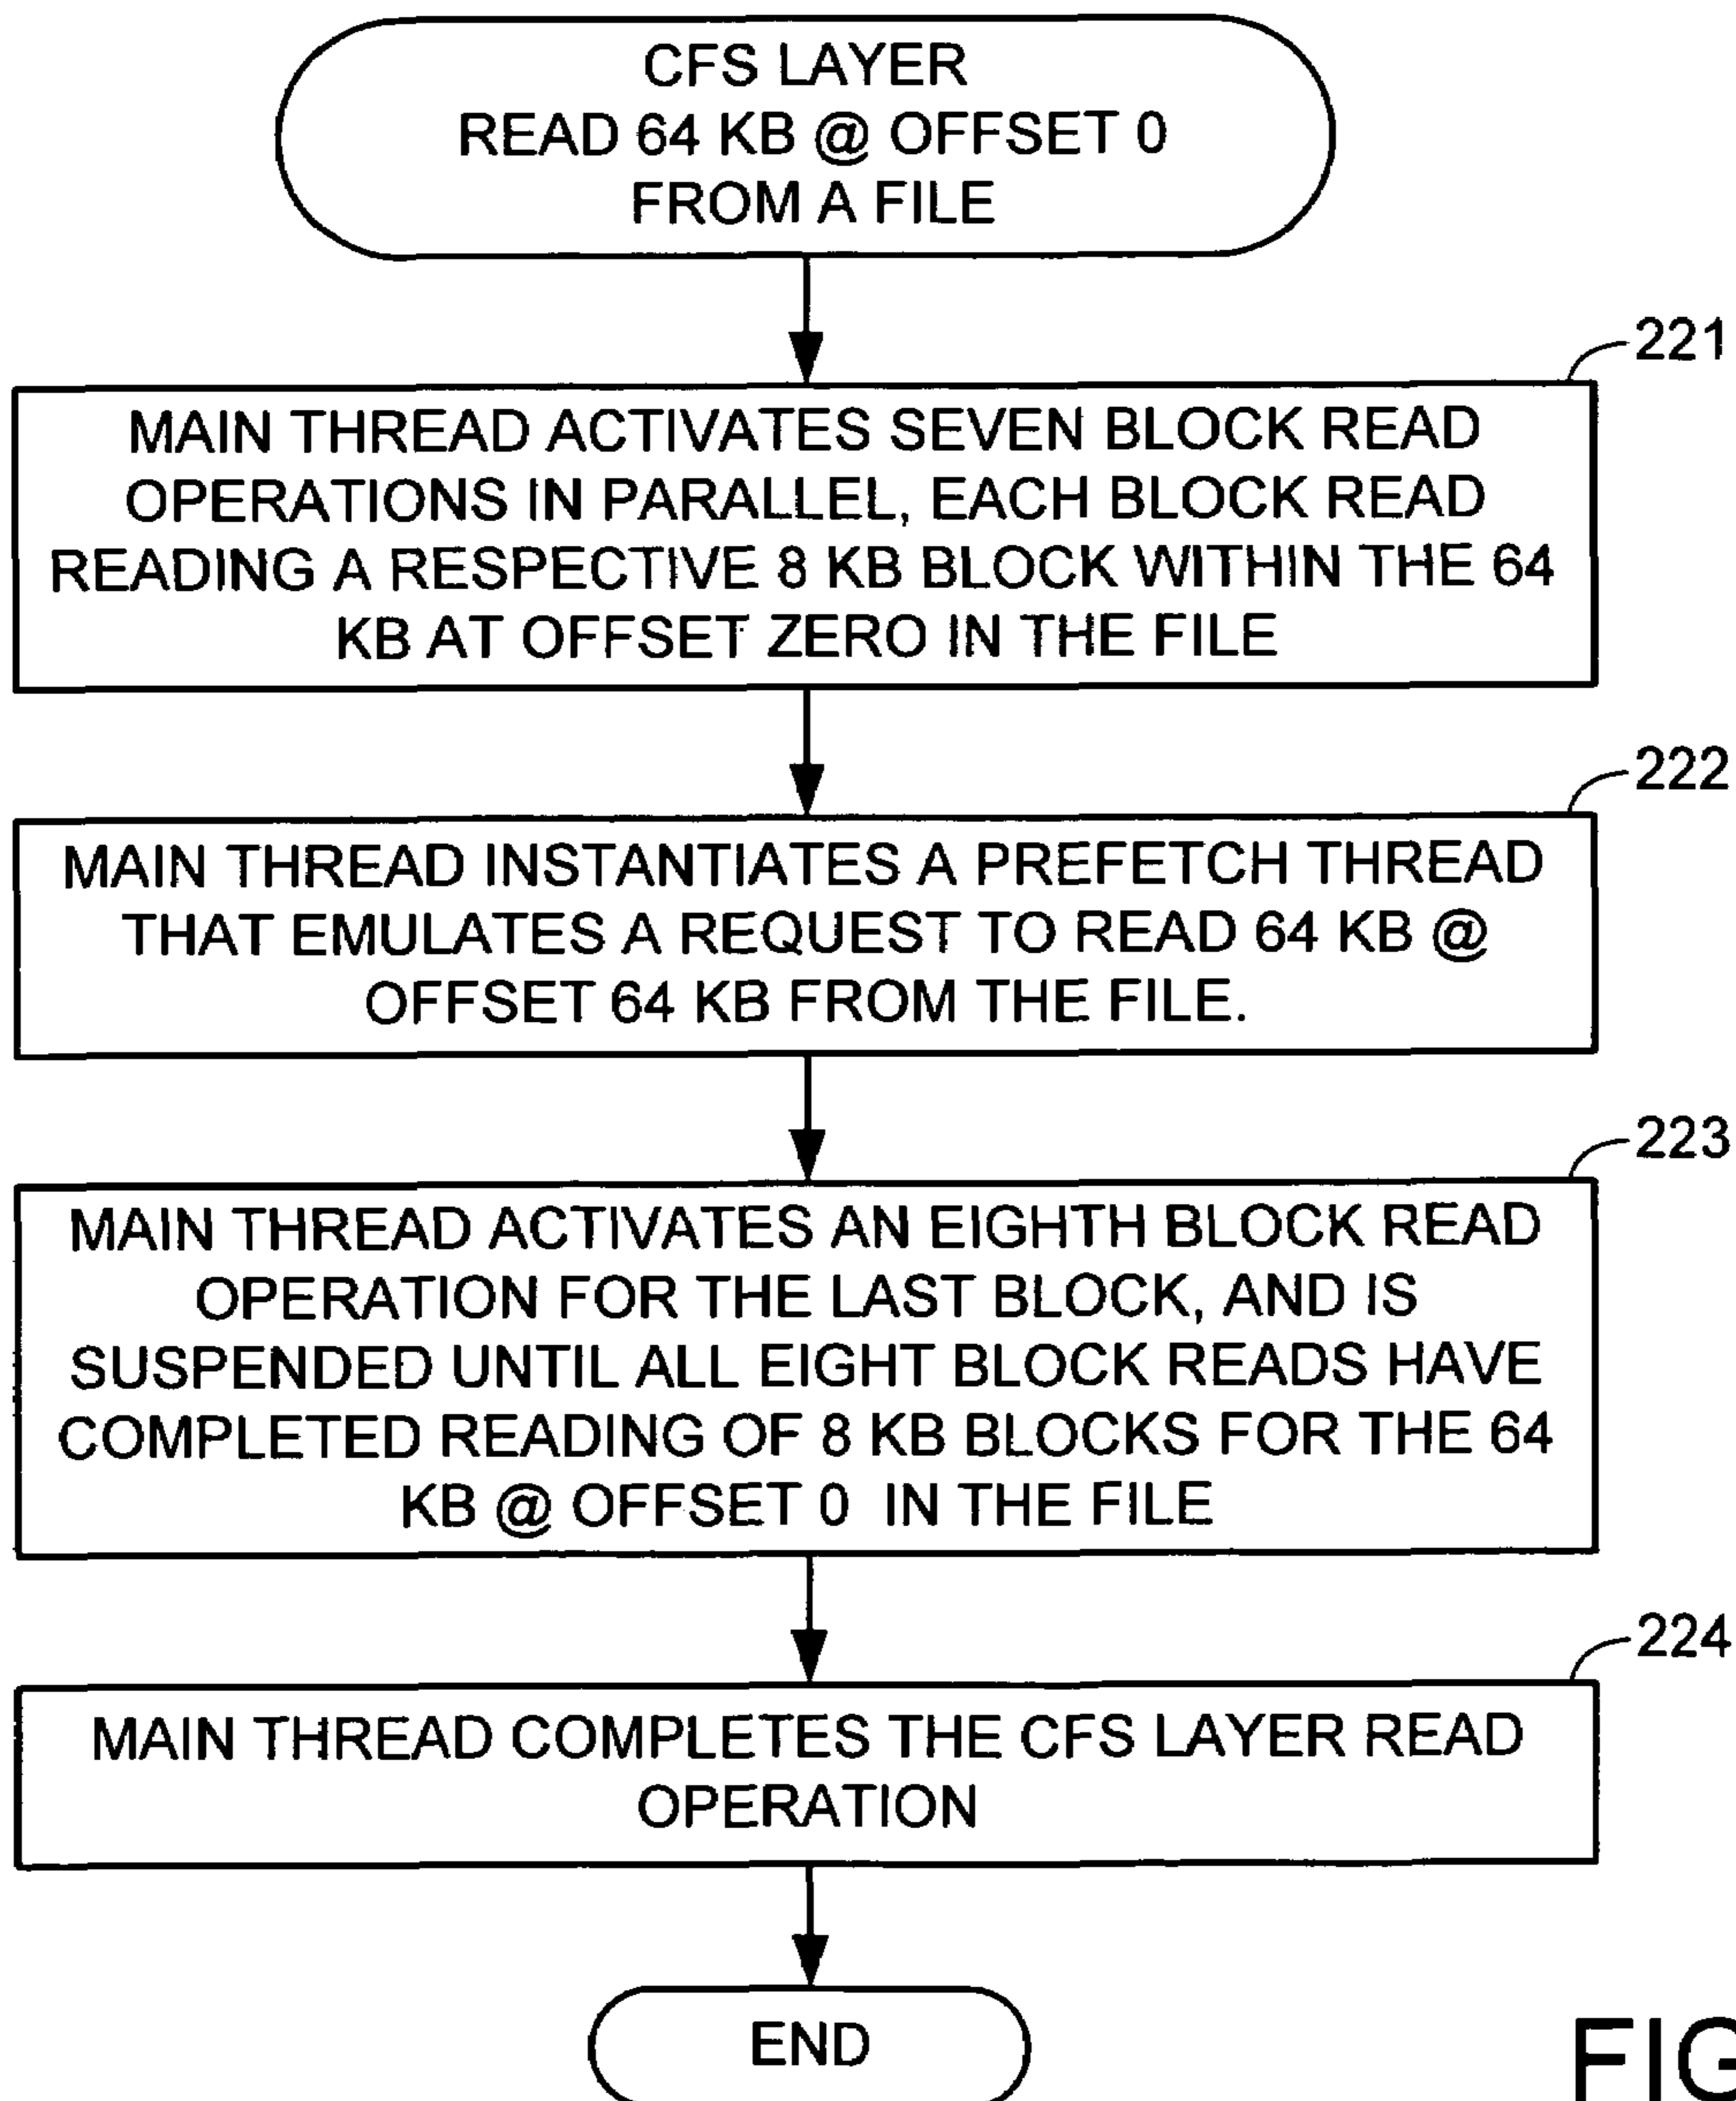 CFS LAYER
READ 64 KB @ OFFSET 0
FROM A FILE
221
MAIN THREAD ACTIVATES SEVEN BLOCK READ
OPERATIONS IN PARALLEL, EACH BLOCK READ
READING A RESPECTIVE 8 KB BLOCK WITHIN THE 64
KB AT OFFSET ZERO IN THE FILE
222
MAIN THREAD INSTANTIATES A PREFETCH THREAD
THAT EMULATES A REQUEST TO READ 64 KB @
OFFSET 64 KB FROM THE FILE.
223
MAIN THREAD ACTIVATES AN EIGHTH BLOCK READ
OPERATION FOR THE LAST BLOCK, AND IS
SUSPENDED UNTIL ALL EIGHT BLOCK READS HAVE
COMPLETED READING OF 8 KB BLOCKS FOR THE 64
KB @ OFFSET 0 IN THE FILE
224
MAIN THREAD COMPLETES THE CFS LAYER READ
OPERATION
END
FIG